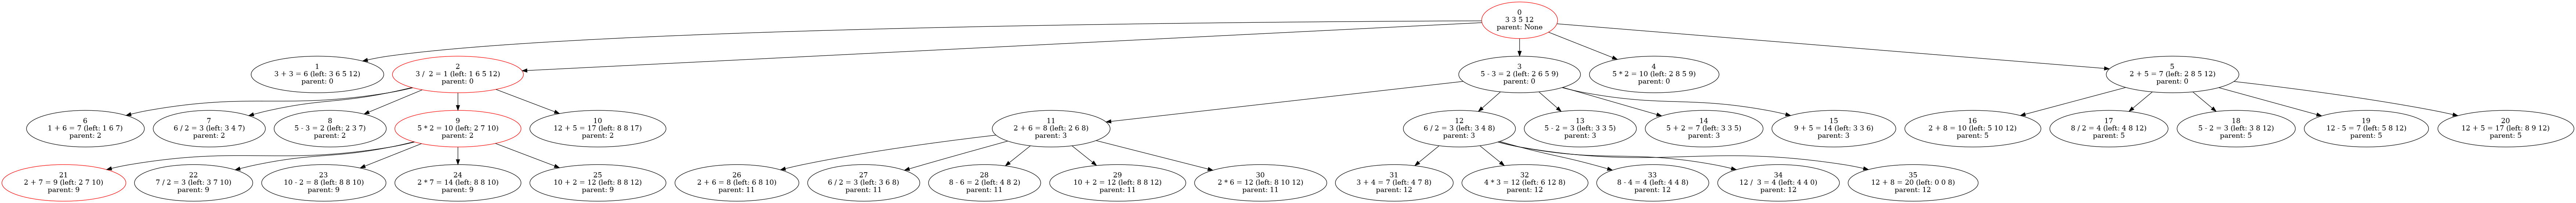 0
3 3 5 12
parent: None
1
3 + 3 = 6 (left: 3 6 5 12)
parent: 0
2
3 /  2 = 1 (left: 1 6 5 12)
parent: 0
3
5 - 3 = 2 (left: 2 6 5 9)
parent: 0
4
5 * 2 = 10 (left: 2 8 5 9)
parent: 0
5
2 + 5 = 7 (left: 2 8 5 12)
parent: 0
6
1 + 6 = 7 (left: 1 6 7)
parent: 2
7
6 / 2 = 3 (left: 3 4 7)
parent: 2
8
5 - 3 = 2 (left: 2 3 7)
parent: 2
9
5 * 2 = 10 (left: 2 7 10)
parent: 2
10
12 + 5 = 17 (left: 8 8 17)
parent: 2
11
2 + 6 = 8 (left: 2 6 8)
parent: 3
12
6 / 2 = 3 (left: 3 4 8)
parent: 3
13
5 - 2 = 3 (left: 3 3 5)
parent: 3
14
5 + 2 = 7 (left: 3 3 5)
parent: 3
15
9 + 5 = 14 (left: 3 3 6)
parent: 3
16
2 + 8 = 10 (left: 5 10 12)
parent: 5
17
8 / 2 = 4 (left: 4 8 12)
parent: 5
18
5 - 2 = 3 (left: 3 8 12)
parent: 5
19
12 - 5 = 7 (left: 5 8 12)
parent: 5
20
12 + 5 = 17 (left: 8 9 12)
parent: 5
21
2 + 7 = 9 (left: 2 7 10)
parent: 9
22
7 / 2 = 3 (left: 3 7 10)
parent: 9
23
10 - 2 = 8 (left: 8 8 10)
parent: 9
24
2 * 7 = 14 (left: 8 8 10)
parent: 9
25
10 + 2 = 12 (left: 8 8 12)
parent: 9
26
2 + 6 = 8 (left: 6 8 10)
parent: 11
27
6 / 2 = 3 (left: 3 6 8)
parent: 11
28
8 - 6 = 2 (left: 4 8 2)
parent: 11
29
10 + 2 = 12 (left: 8 8 12)
parent: 11
30
2 * 6 = 12 (left: 8 10 12)
parent: 11
31
3 + 4 = 7 (left: 4 7 8)
parent: 12
32
4 * 3 = 12 (left: 6 12 8)
parent: 12
33
8 - 4 = 4 (left: 4 4 8)
parent: 12
34
12 /  3 = 4 (left: 4 4 0)
parent: 12
35
12 + 8 = 20 (left: 0 0 8)
parent: 12